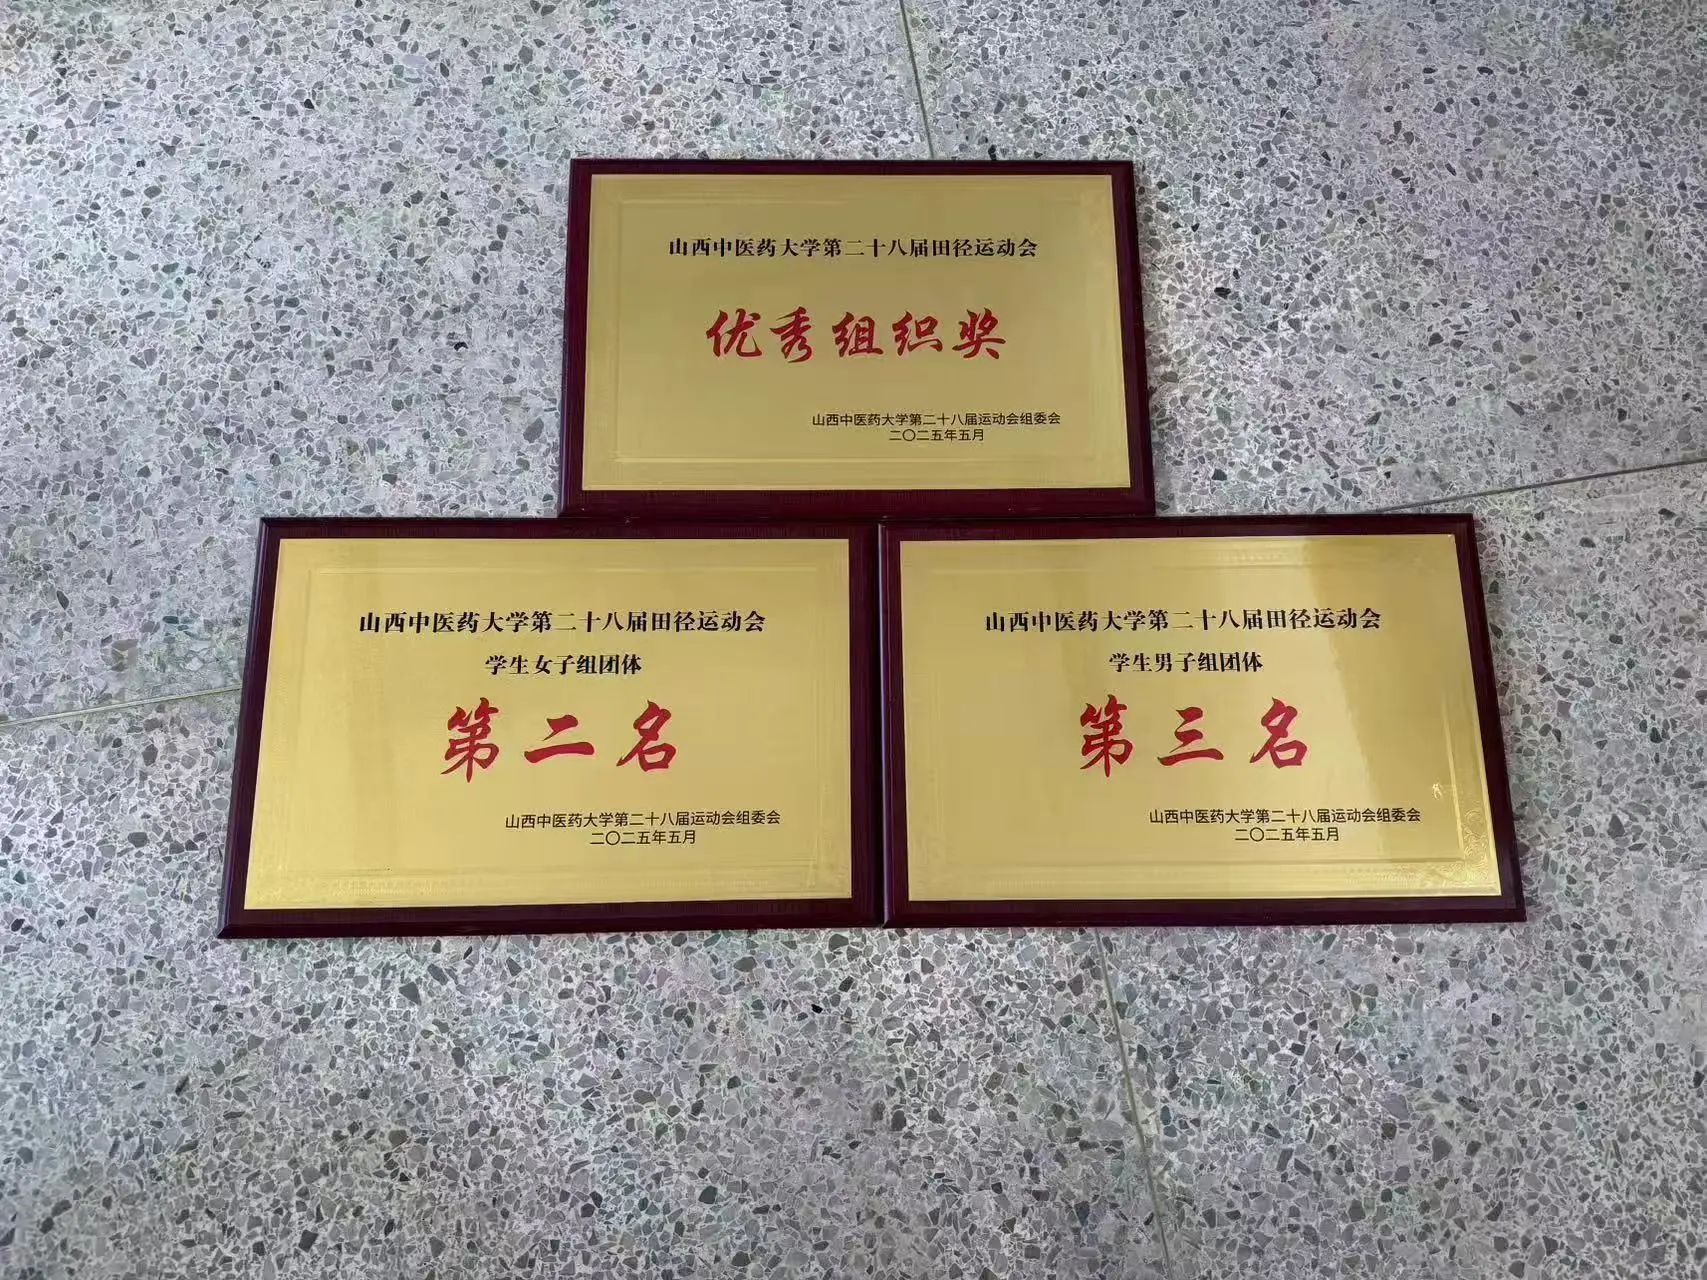 山西中医药大学第二十八届田径运动会
优秀组织奖
山西中医药大学第二十八届运动会组委会
二〇二五年五月
山西中医药大学第二十八届田径运动会
学生女子组团体
第二名
山西中医药大学第二十八届运动会组委会
二〇二五年五月
山西中医药大学第二十八届田径运动会
学生男子组团体
第三名
山西中医药大学第二十八届运动会组委会
二〇二五年五月